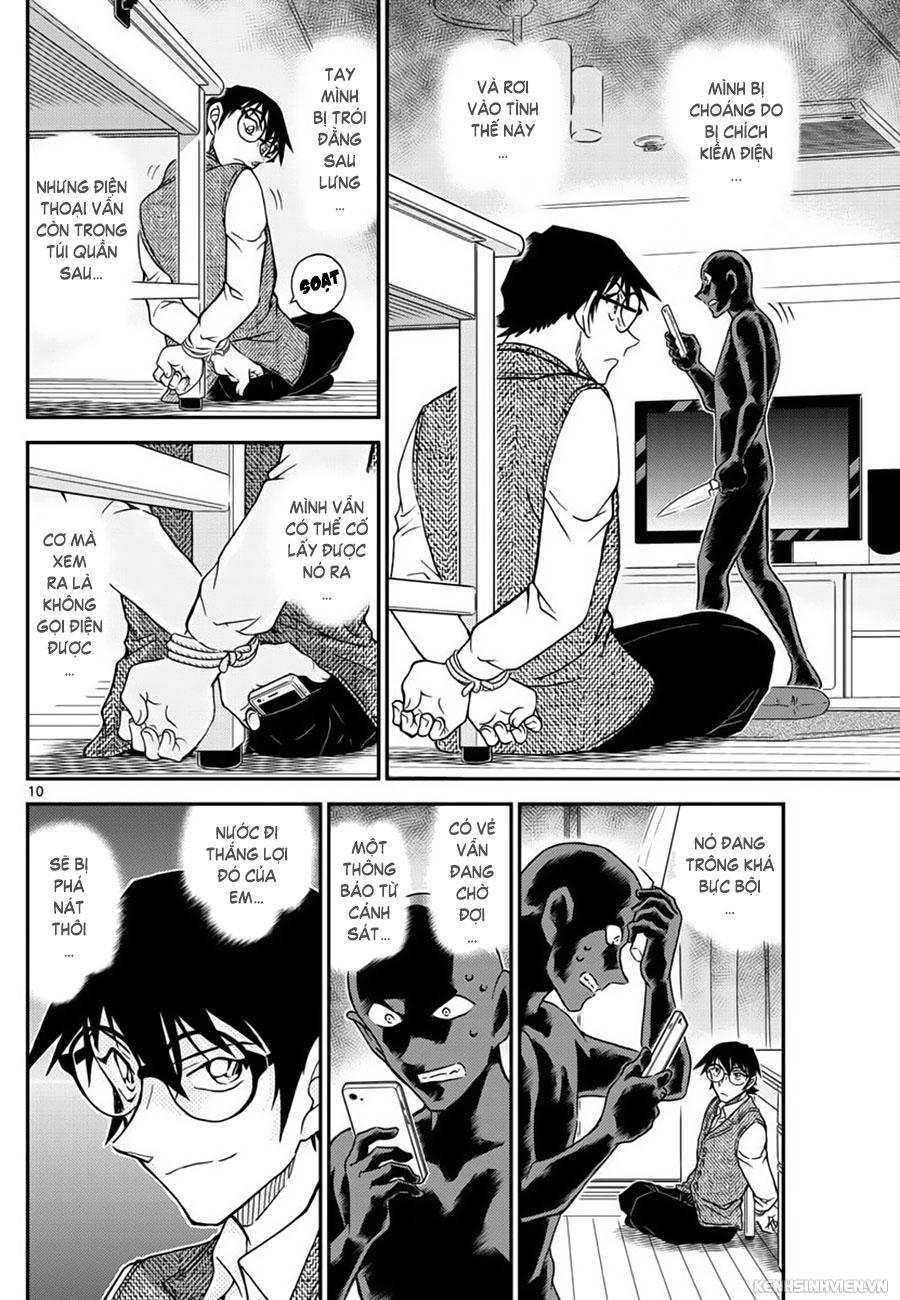 MÌNH BỊ
CHOÁNG DO
BỊ CHÍCH
KIỀM ĐIỆN
...
VÀ RƠI
VÀO TÌNH
THẾ NÀY
...
TAY
MÌNH
BỊ TRÓI
ĐẰNG SAU
LƯNG
...
NHƯNG ĐIỆN
THOẠI VẪN
CÒN TRONG
TÚI QUẦN
SAU...
SOẠT
MÌNH VẪN
CÓ THỂ CỐ
LẤY ĐƯỢC
NÓ RA
...
CƠ MÀ
XEM
RA LÀ
KHÔNG
GỌI ĐIỆN
ĐƯỢC
...
10
NÓ ĐANG
TRÔNG KHÁ
BỰC BỘI
...
CÓ VẺ
VẪN
ĐANG
CHỜ
ĐỢI
...
MỘT
THÔNG
BÁO TỪ
CẢNH
SÁT...
NƯỚC ĐI
THẮNG LỢI
ĐÓ CỦA
EM...
SẼ BỊ
PHÁ
NÁT
THÔI
...
KENHSINHVIEN.VN